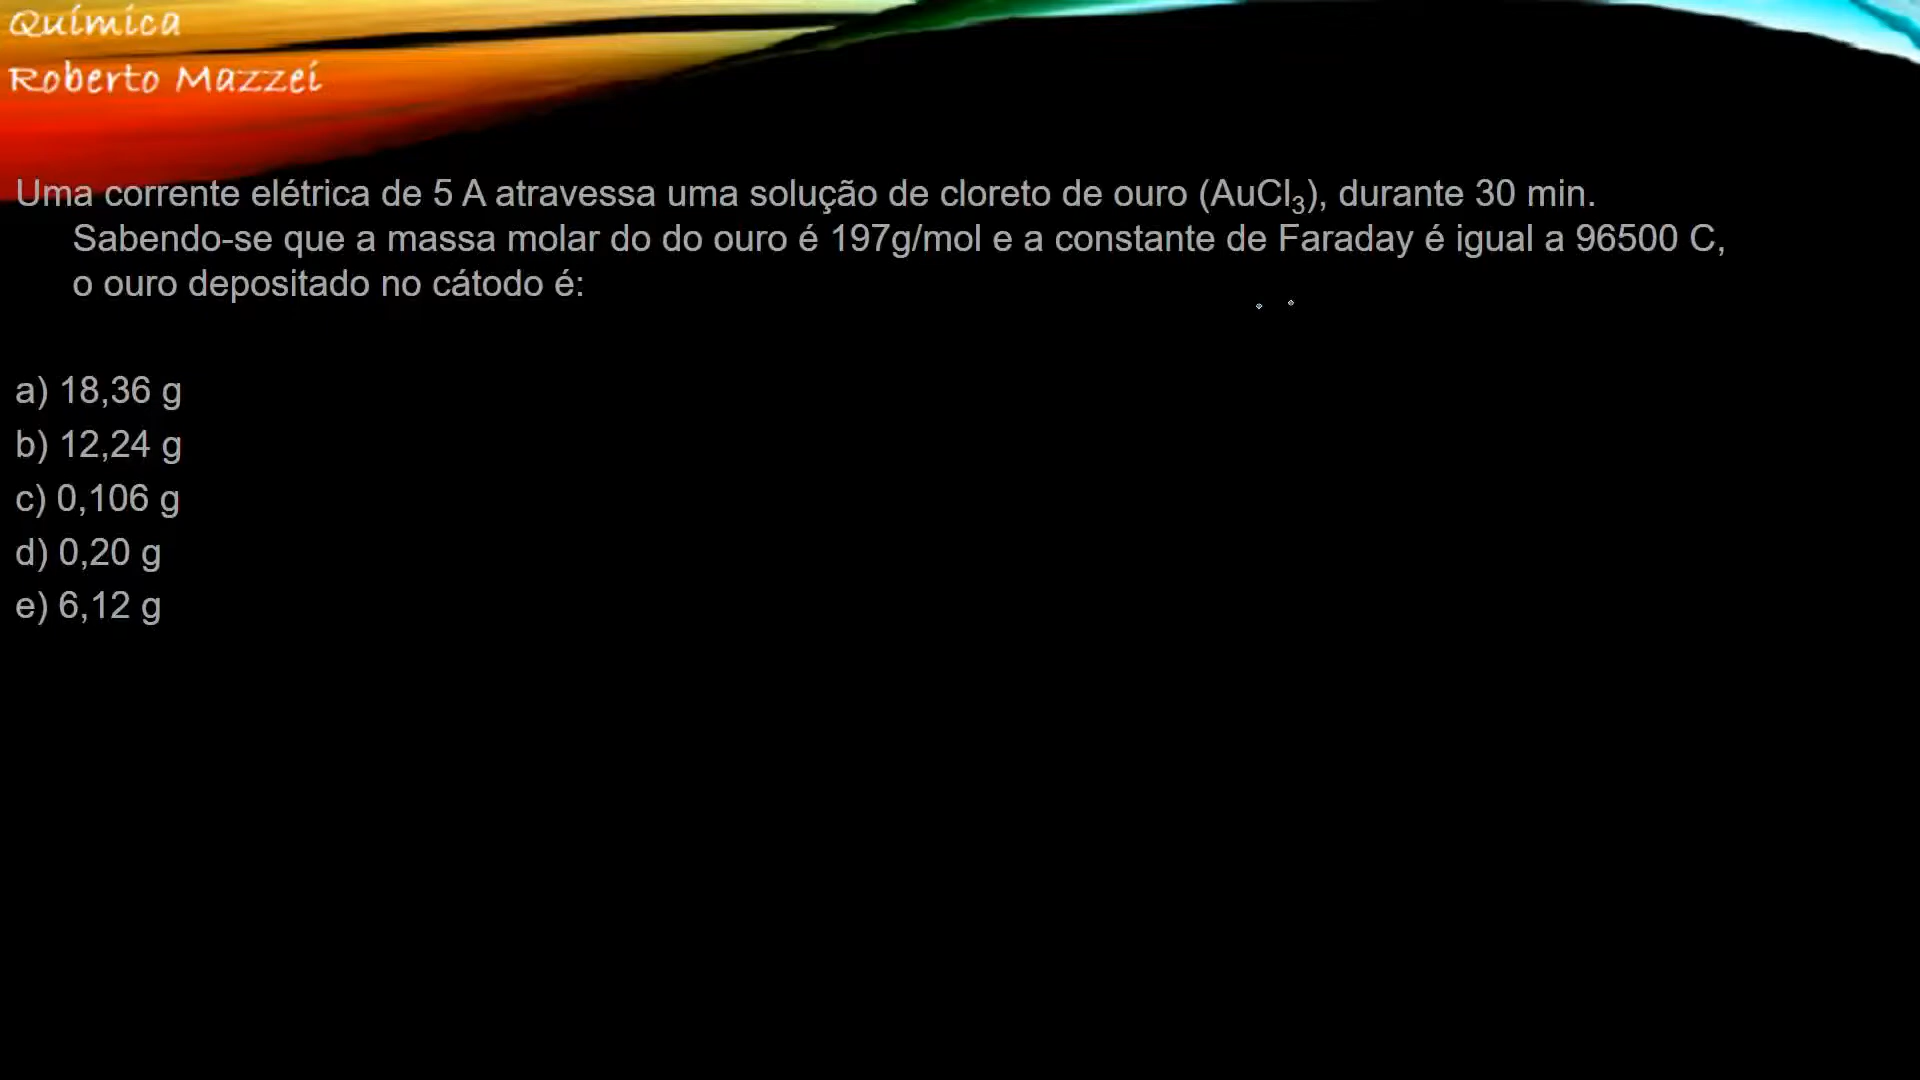 Química
Roberto Mazzei
Uma corrente elétrica de 5 A atravessa uma solução de cloreto de ouro (AuCl₃), durante 30 min.
Sabendo-se que a massa molar do do ouro é 197g/mol e a constante de Faraday é igual a 96500 C,
o ouro depositado no cátodo é:
a) 18,36 g
b) 12,24 g
c) 0,106 g
d) 0,20 g
e) 6,12 g